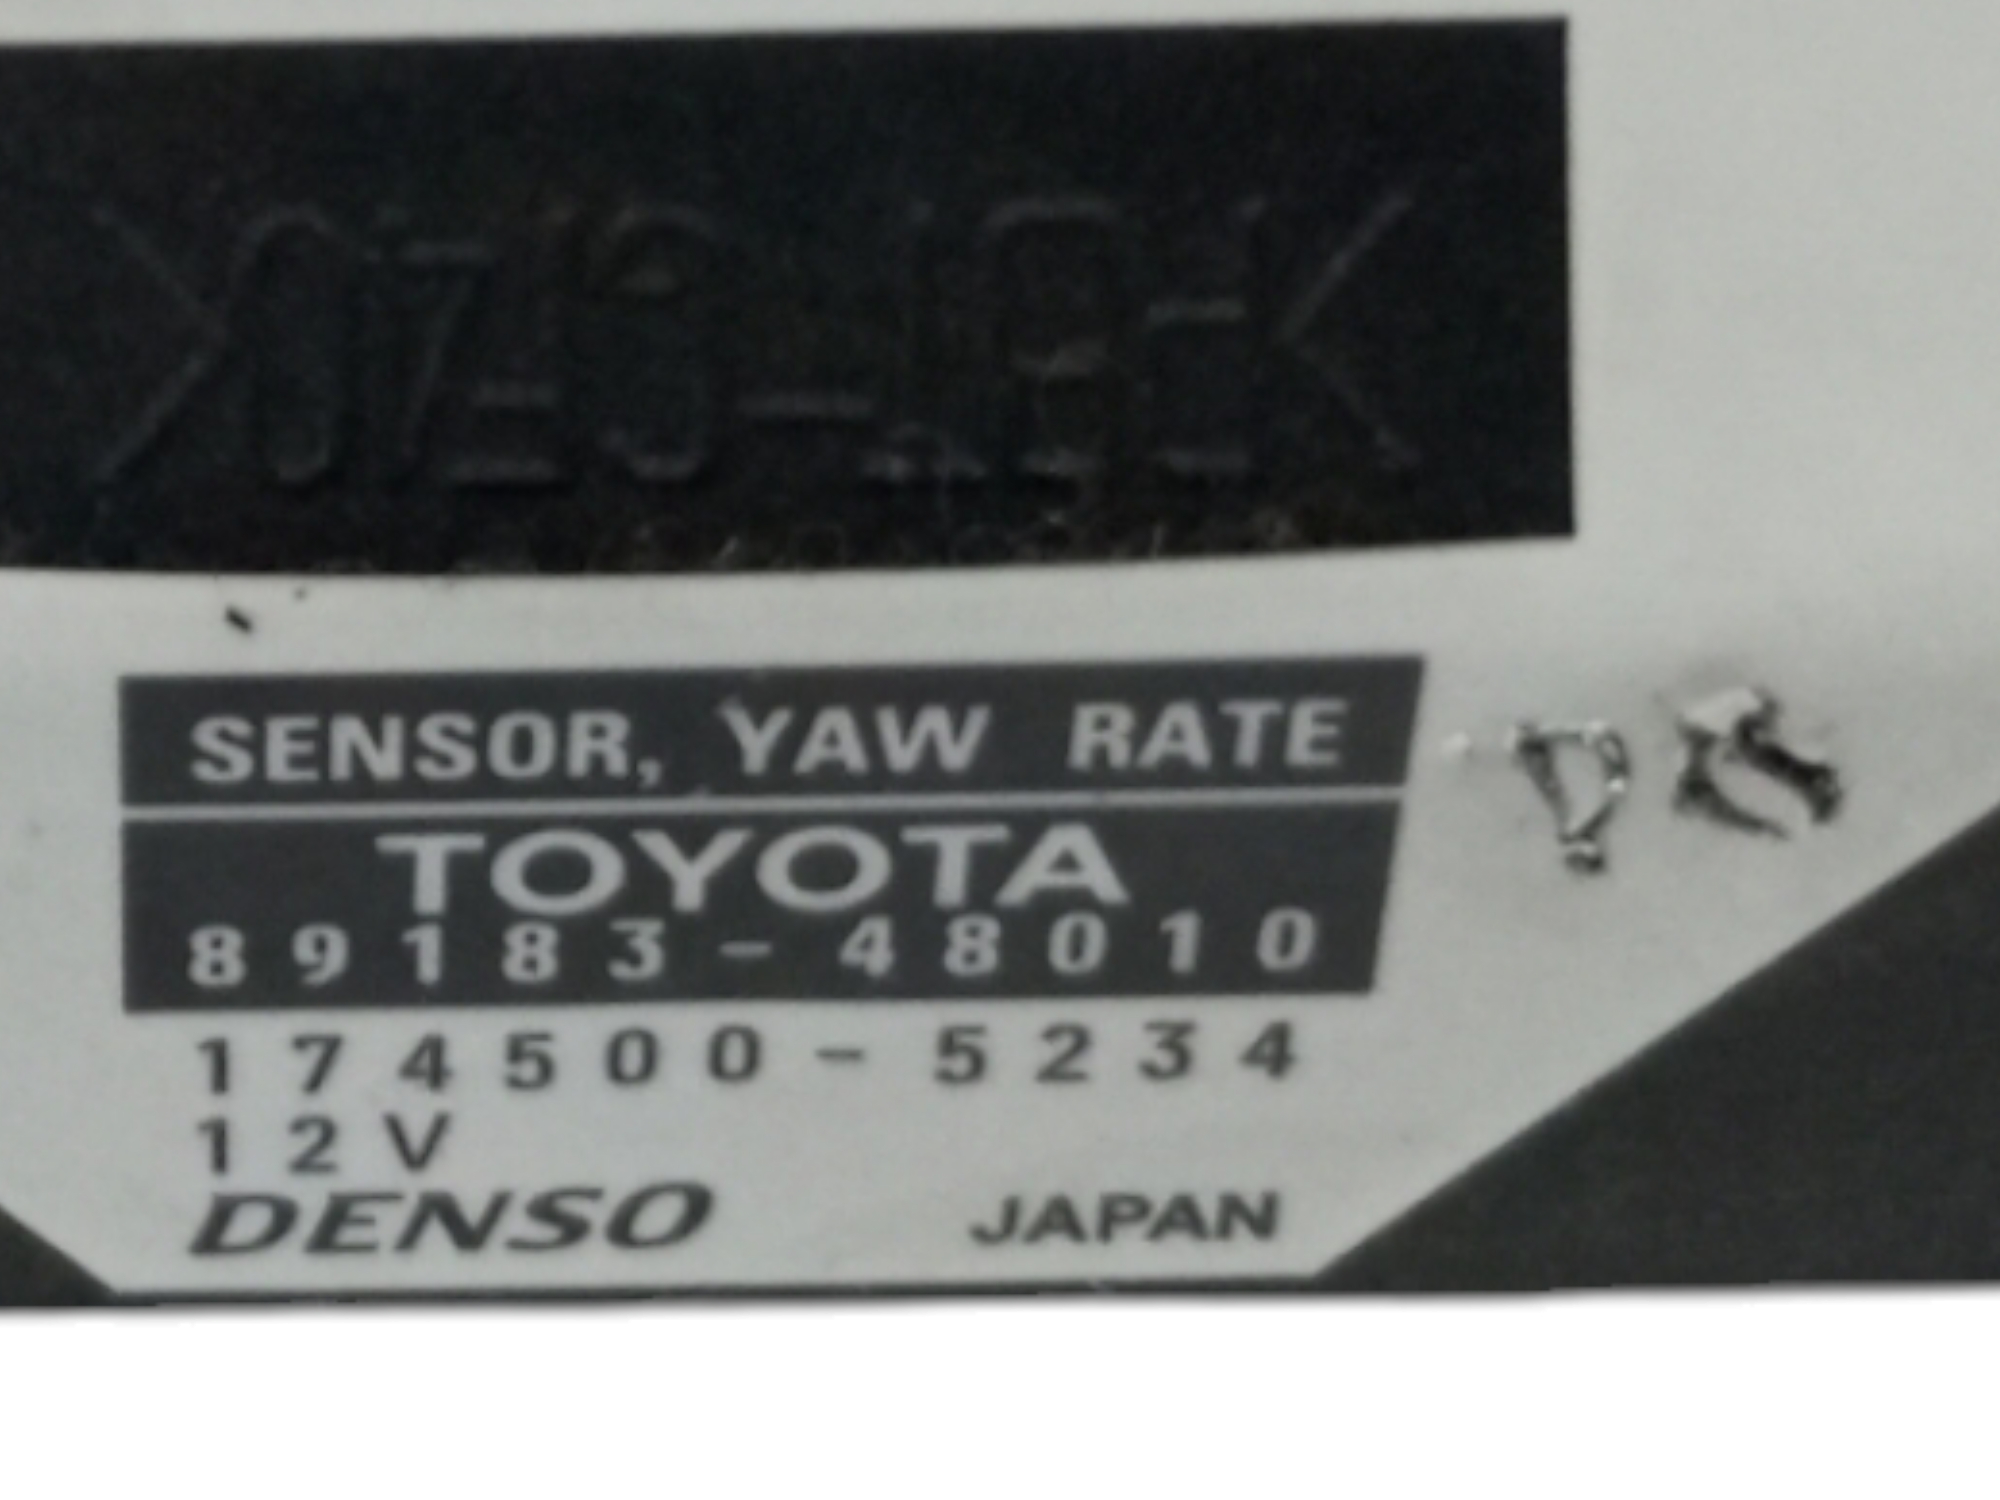 SENSOR, YAW RATE
TOYOTA
89183-48010
174500-5234
12V
DENSO JAPAN